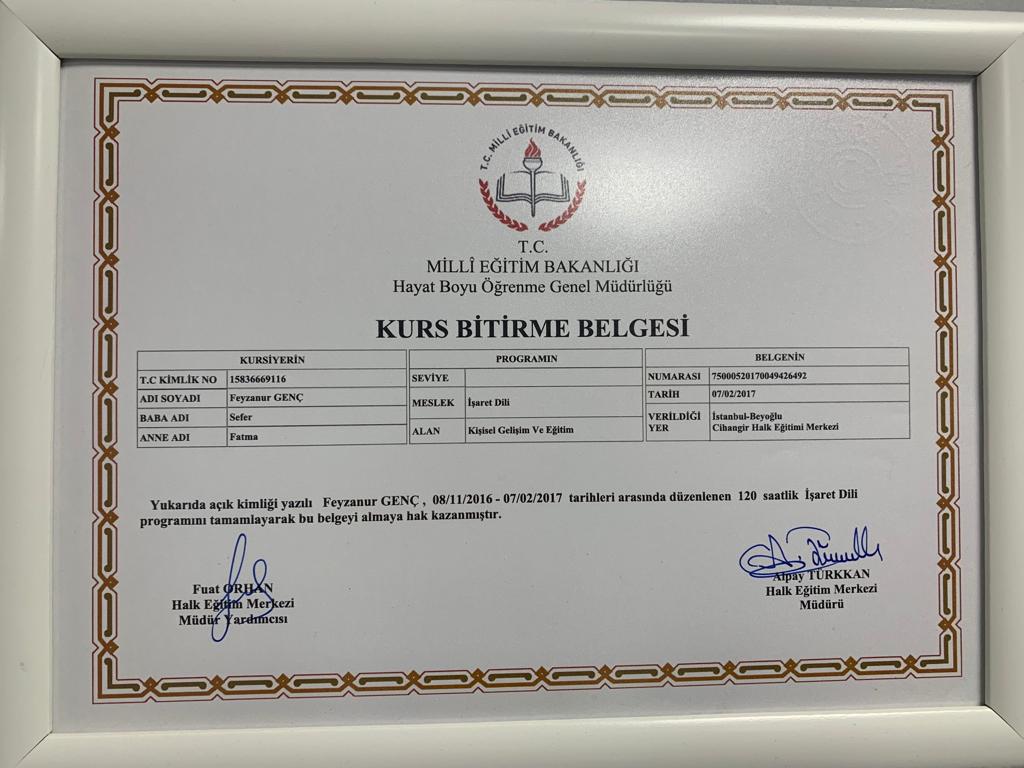 T.C. MİLLİ EĞİTİM BAKANLIĞI
T.C.
MİLLÎ EĞİTİM BAKANLIĞI
Hayat Boyu Öğrenme Genel Müdürlüğü
KURS BİTİRME BELGESİ
KURSİYERİN
T.C KİMLİK NO 15836669116
ADI SOYADI Feyzanur GENÇ
BABA ADI Sefer
ANNE ADI Fatma
PROGRAMIN
SEVİYE
MESLEK İşaret Dili
ALAN Kişisel Gelişim Ve Eğitim
BELGENİN
NUMARASI 75000520170049426492
TARİH 07/02/2017
VERİLDİĞİ YER İstanbul-Beyoğlu
Cihangir Halk Eğitimi Merkezi
Yukarıda açık kimliği yazılı Feyzanur GENÇ , 08/11/2016 - 07/02/2017 tarihleri arasında düzenlenen 120 saatlik İşaret Dili
programını tamamlayarak bu belgeyi almaya hak kazanmıştır.
Fuat ORHAN
Halk Eğitim Merkezi
Müdür Yardımcısı
Alpay TÜRKKAN
Halk Eğitim Merkezi
Müdürü